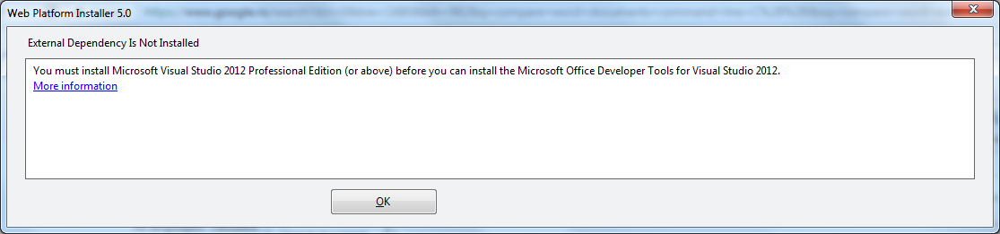 Web Platform Installer 5.0
External Dependency Is Not Installed
You must install Microsoft Visual Studio 2012 Professional Edition (or above) before you can install the Microsoft Office Developer Tools for Visual Studio 2012.
More information
OK